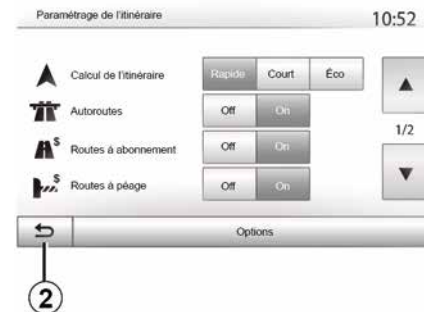 Paramétrage de l'itinéraire 10:52
Calcul de l'itinéraire Rapide Court Éco
Autoroutes Off On
1/2
Routes à abonnement Off On
Routes à péage Off On
Options
2